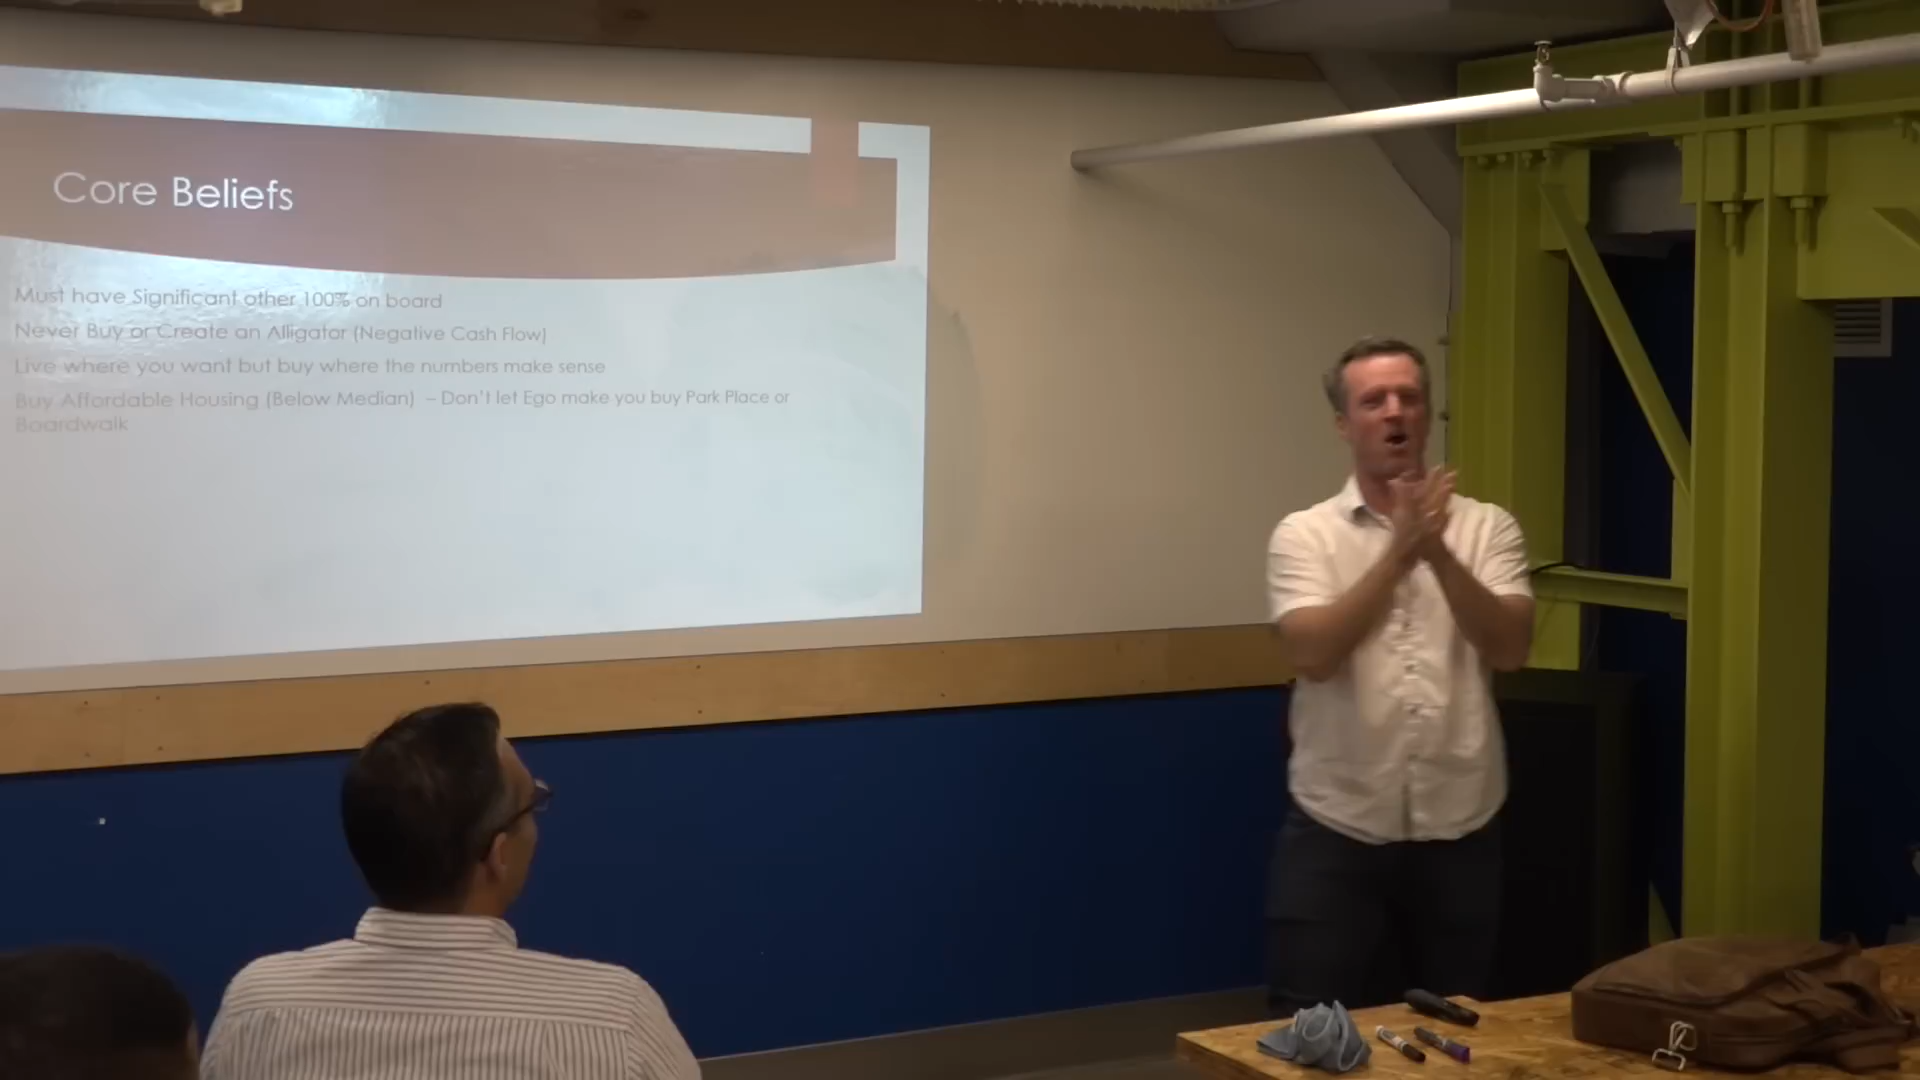 Core Beliefs
Must have Significant other 100% on board
Never Buy or Create an Alligator (Negative Cash Flow)
Live where you want but buy where the numbers make sense
Buy Affordable Housing (Below Median) – Don't let Ego make you buy Park Place or
Boardwalk